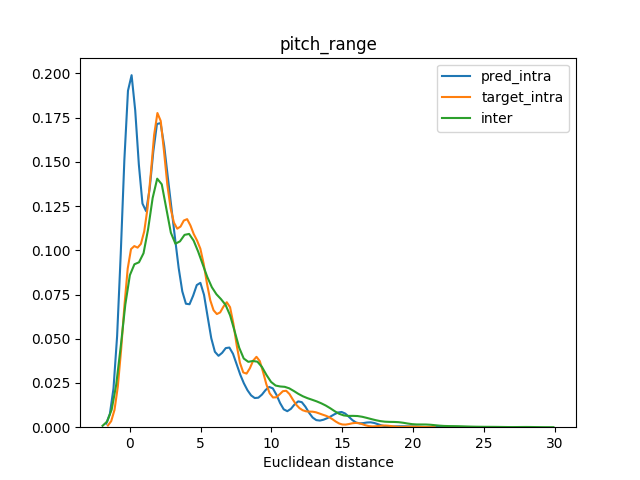 pitch_range
pred_intra
target_intra
inter
0.200
0.175
0.150
0.125
0.100
0.075
0.050
0.025
0.000
0 5 10 15 20 25 30
Euclidean distance